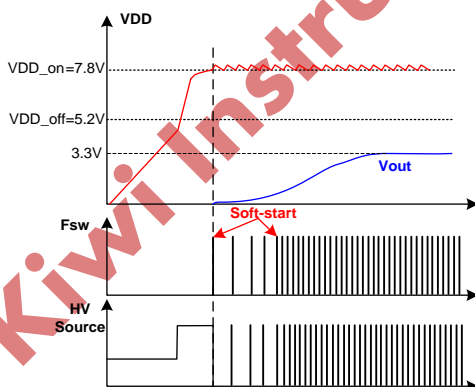 VDD
VDD_on=7.8V
VDD_off=5.2V
3.3V
Vout
Soft-start
Fsw
HV
Source
Kiwi Instru